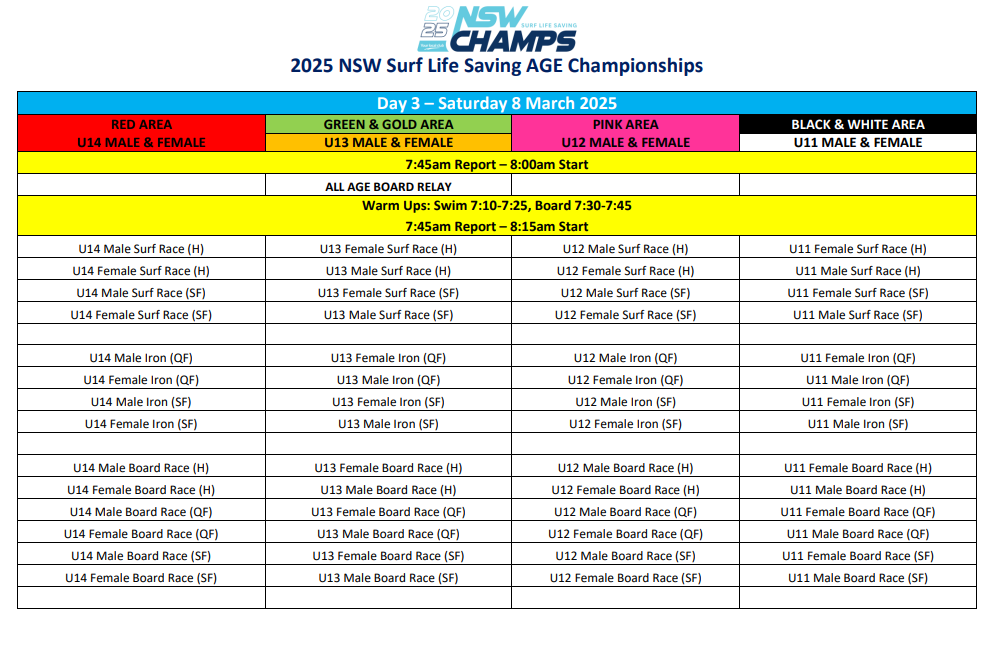 2025 NSW SURF LIFE SAVING
CHAMPS
2025 NSW Surf Life Saving AGE Championships
Day 3 – Saturday 8 March 2025
RED AREA GREEN & GOLD AREA PINK AREA BLACK & WHITE AREA
U14 MALE & FEMALE U13 MALE & FEMALE U12 MALE & FEMALE U11 MALE & FEMALE
7:45am Report – 8:00am Start
ALL AGE BOARD RELAY
Warm Ups: Swim 7:10-7:25, Board 7:30-7:45
7:45am Report – 8:15am Start
U14 Male Surf Race (H) U13 Female Surf Race (H) U12 Male Surf Race (H) U11 Female Surf Race (H)
U14 Female Surf Race (H) U13 Male Surf Race (H) U12 Female Surf Race (H) U11 Male Surf Race (H)
U14 Male Surf Race (SF) U13 Female Surf Race (SF) U12 Male Surf Race (SF) U11 Female Surf Race (SF)
U14 Female Surf Race (SF) U13 Male Surf Race (SF) U12 Female Surf Race (SF) U11 Male Surf Race (SF)
U14 Male Iron (QF) U13 Female Iron (QF) U12 Male Iron (QF) U11 Female Iron (QF)
U14 Female Iron (QF) U13 Male Iron (QF) U12 Female Iron (QF) U11 Male Iron (QF)
U14 Male Iron (SF) U13 Female Iron (SF) U12 Male Iron (SF) U11 Female Iron (SF)
U14 Female Iron (SF) U13 Male Iron (SF) U12 Female Iron (SF) U11 Male Iron (SF)
U14 Male Board Race (H) U13 Female Board Race (H) U12 Male Board Race (H) U11 Female Board Race (H)
U14 Female Board Race (H) U13 Male Board Race (H) U12 Female Board Race (H) U11 Male Board Race (H)
U14 Male Board Race (QF) U13 Female Board Race (QF) U12 Male Board Race (QF) U11 Female Board Race (QF)
U14 Female Board Race (QF) U13 Male Board Race (QF) U12 Female Board Race (QF) U11 Male Board Race (QF)
U14 Male Board Race (SF) U13 Female Board Race (SF) U12 Male Board Race (SF) U11 Female Board Race (SF)
U14 Female Board Race (SF) U13 Male Board Race (SF) U12 Female Board Race (SF) U11 Male Board Race (SF)